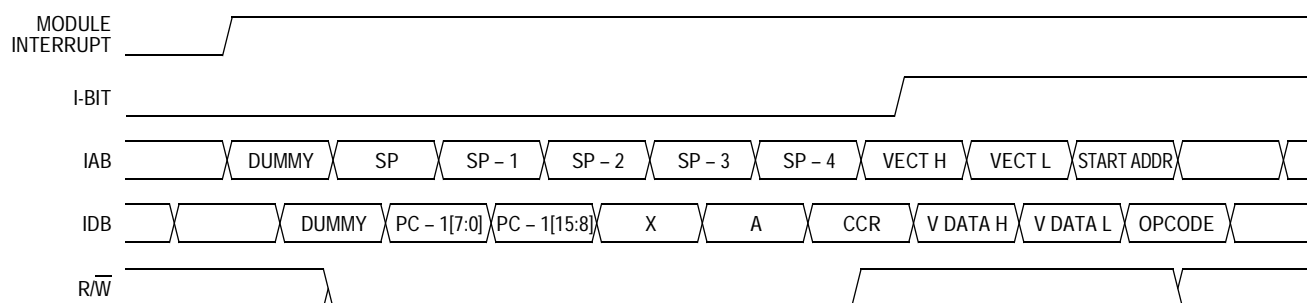 MODULE
INTERRUPT
I-BIT
IAB DUMMY SP SP – 1 SP – 2 SP – 3 SP – 4 VECT H VECT L START ADDR
IDB DUMMY PC – 1[7:0] PC – 1[15:8] X A CCR V DATA H V DATA L OPCODE
R/W̅